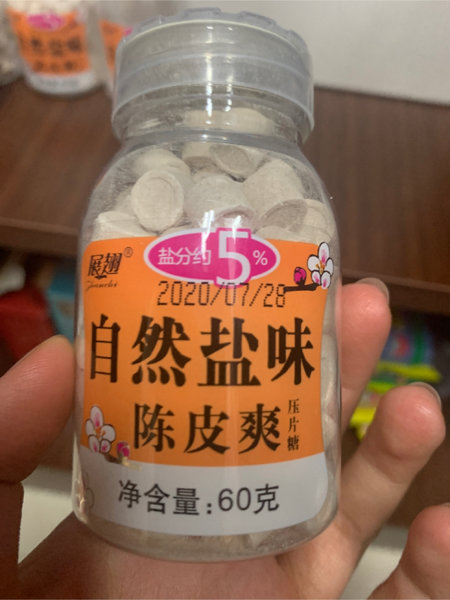 展翅®
盐分约5%
2020/07/28
自然盐味
陈皮爽
压片糖
净含量:60克